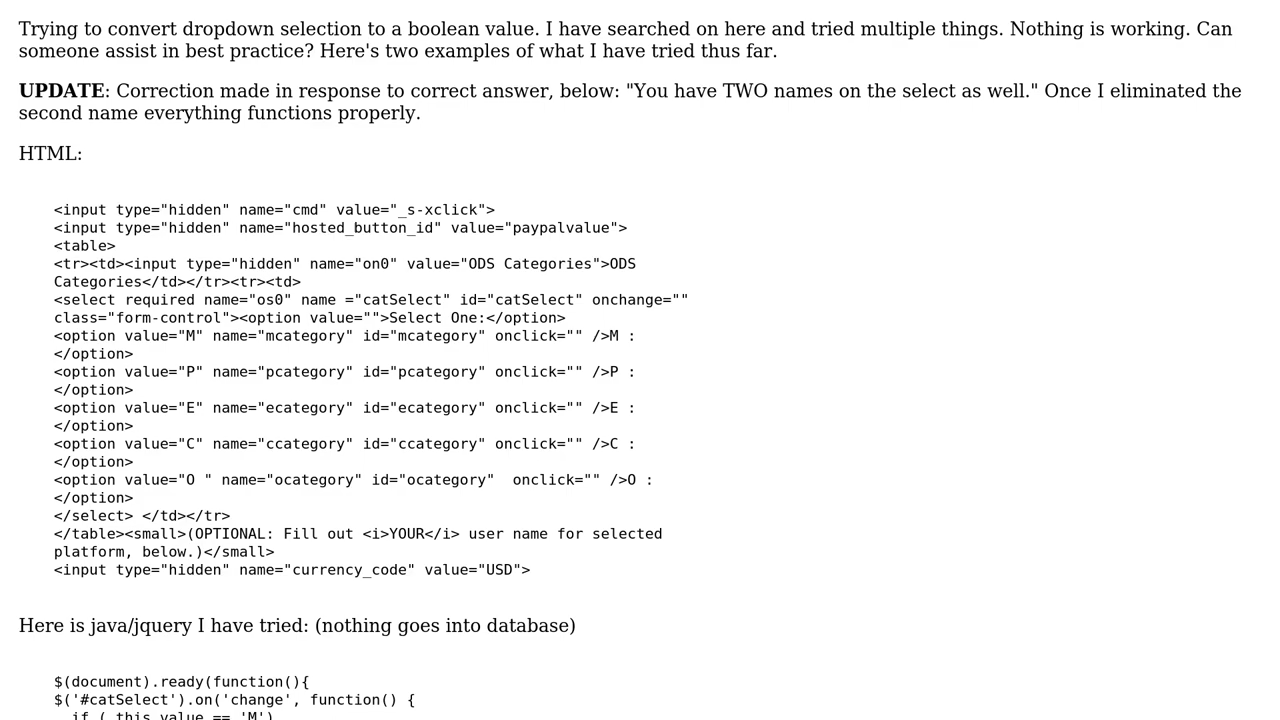 Trying to convert dropdown selection to a boolean value. I have searched on here and tried multiple things. Nothing is working. Can
someone assist in best practice? Here's two examples of what I have tried thus far.
UPDATE: Correction made in response to correct answer, below: "You have TWO names on the select as well." Once I eliminated the
second name everything functions properly.
HTML:
<input type="hidden" name="cmd" value="_s-xclick">
<input type="hidden" name="hosted_button_id" value="paypalvalue">
<table>
<tr><td><input type="hidden" name="on0" value="ODS Categories">ODS
Categories</td></tr><tr><td>
<select required name="os0" name ="catSelect" id="catSelect" onchange=""
class="form-control"><option value="">Select One:</option>
<option value="M" name="mcategory" id="mcategory" onclick="" />M :
</option>
<option value="P" name="pcategory" id="pcategory" onclick="" />P :
</option>
<option value="E" name="ecategory" id="ecategory" onclick="" />E :
</option>
<option value="C" name="ccategory" id="ccategory" onclick="" />C :
</option>
<option value="O " name="ocategory" id="ocategory"  onclick="" />O :
</option>
</select> </td></tr>
</table><small>(OPTIONAL: Fill out <i>YOUR</i> user name for selected
platform, below.)</small>
<input type="hidden" name="currency_code" value="USD">
Here is java/jquery I have tried: (nothing goes into database)
$(document).ready(function(){
$('#catSelect').on('change', function() {
if ( this.value == 'M')